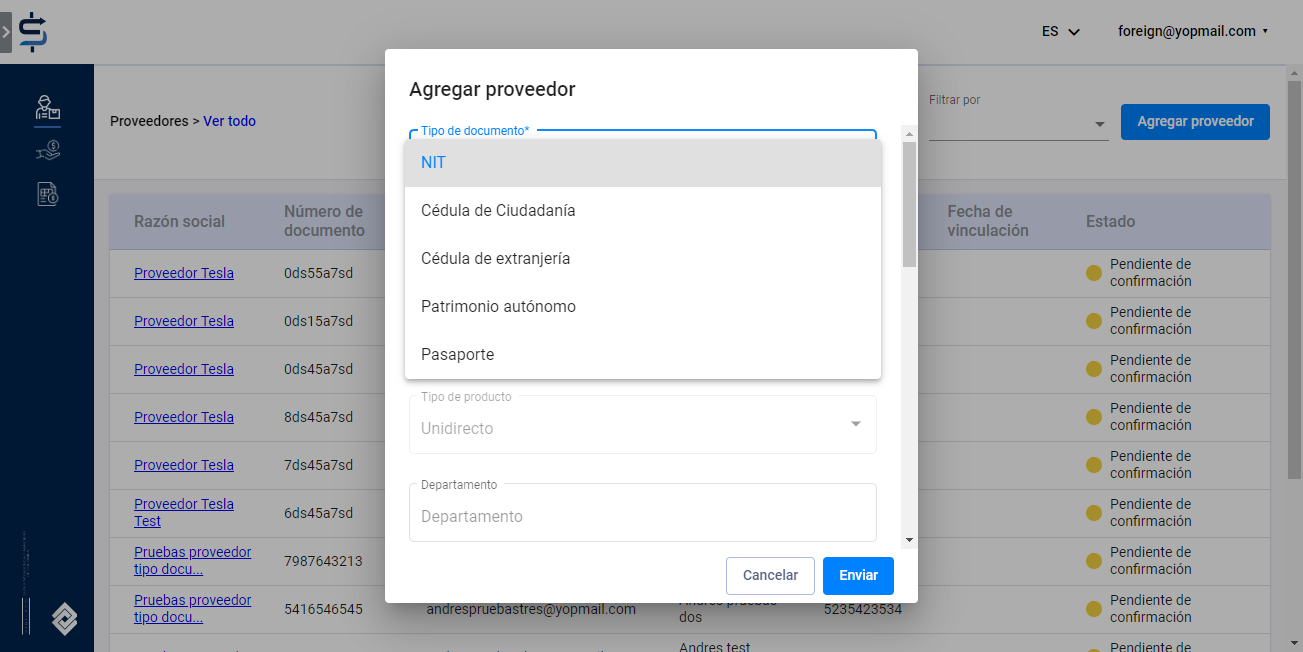 ES
foreign@yopmail.com
Agregar proveedor
Proveedores > Ver todo
Filtrar por
Agregar proveedor
Tipo de documento*
NIT
Cédula de Ciudadanía
Cédula de extranjería
Patrimonio autónomo
Pasaporte
Tipo de producto
Unidirecto
Departamento
Departamento
Cancelar
Enviar
Razón social
Número de
documento
Fecha de
vinculación
Estado
Proveedor Tesla
0ds55a7sd
Pendiente de
confirmación
Proveedor Tesla
0ds15a7sd
Pendiente de
confirmación
Proveedor Tesla
0ds45a7sd
Pendiente de
confirmación
Proveedor Tesla
8ds45a7sd
Pendiente de
confirmación
Proveedor Tesla
7ds45a7sd
Pendiente de
confirmación
Proveedor Tesla
Test
6ds45a7sd
Pendiente de
confirmación
Pruebas proveedor
tipo docu...
7987643213
Pendiente de
confirmación
Pruebas proveedor
tipo docu...
5416546545
andrespruebastres@yopmail.com
Andres pruebas
dos
5235423534
Pendiente de
confirmación
Andres test
Pendiente de